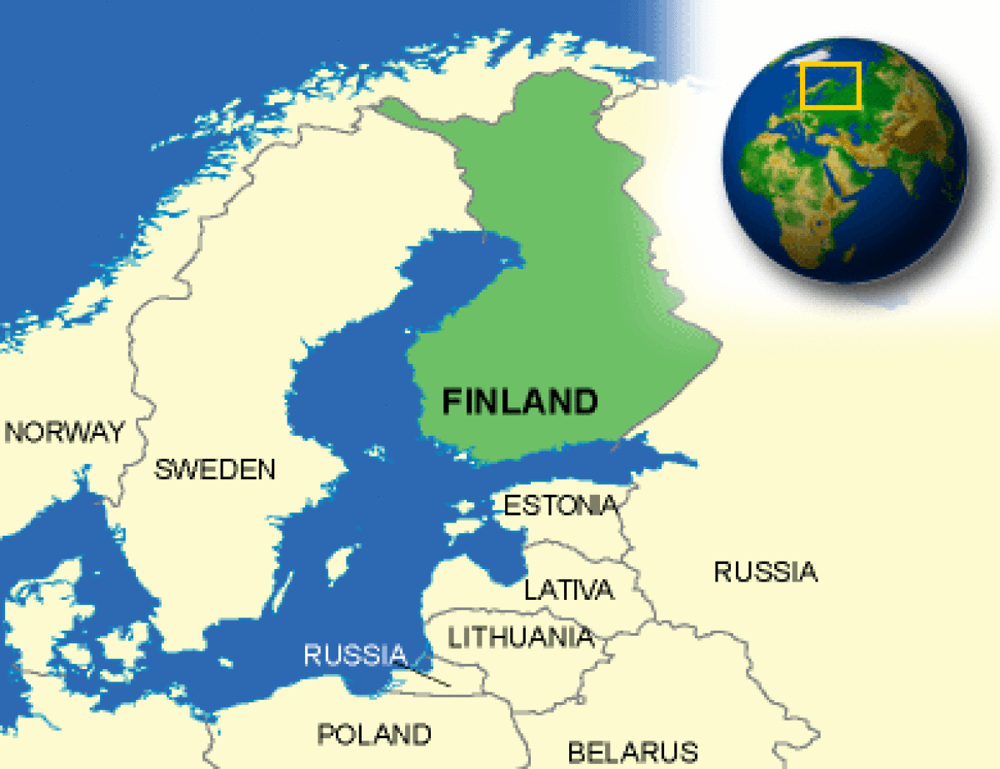 FINLAND
NORWAY
SWEDEN
ESTONIA
RUSSIA
LATIVA
LITHUANIA
RUSSIA
POLAND
BELARUS